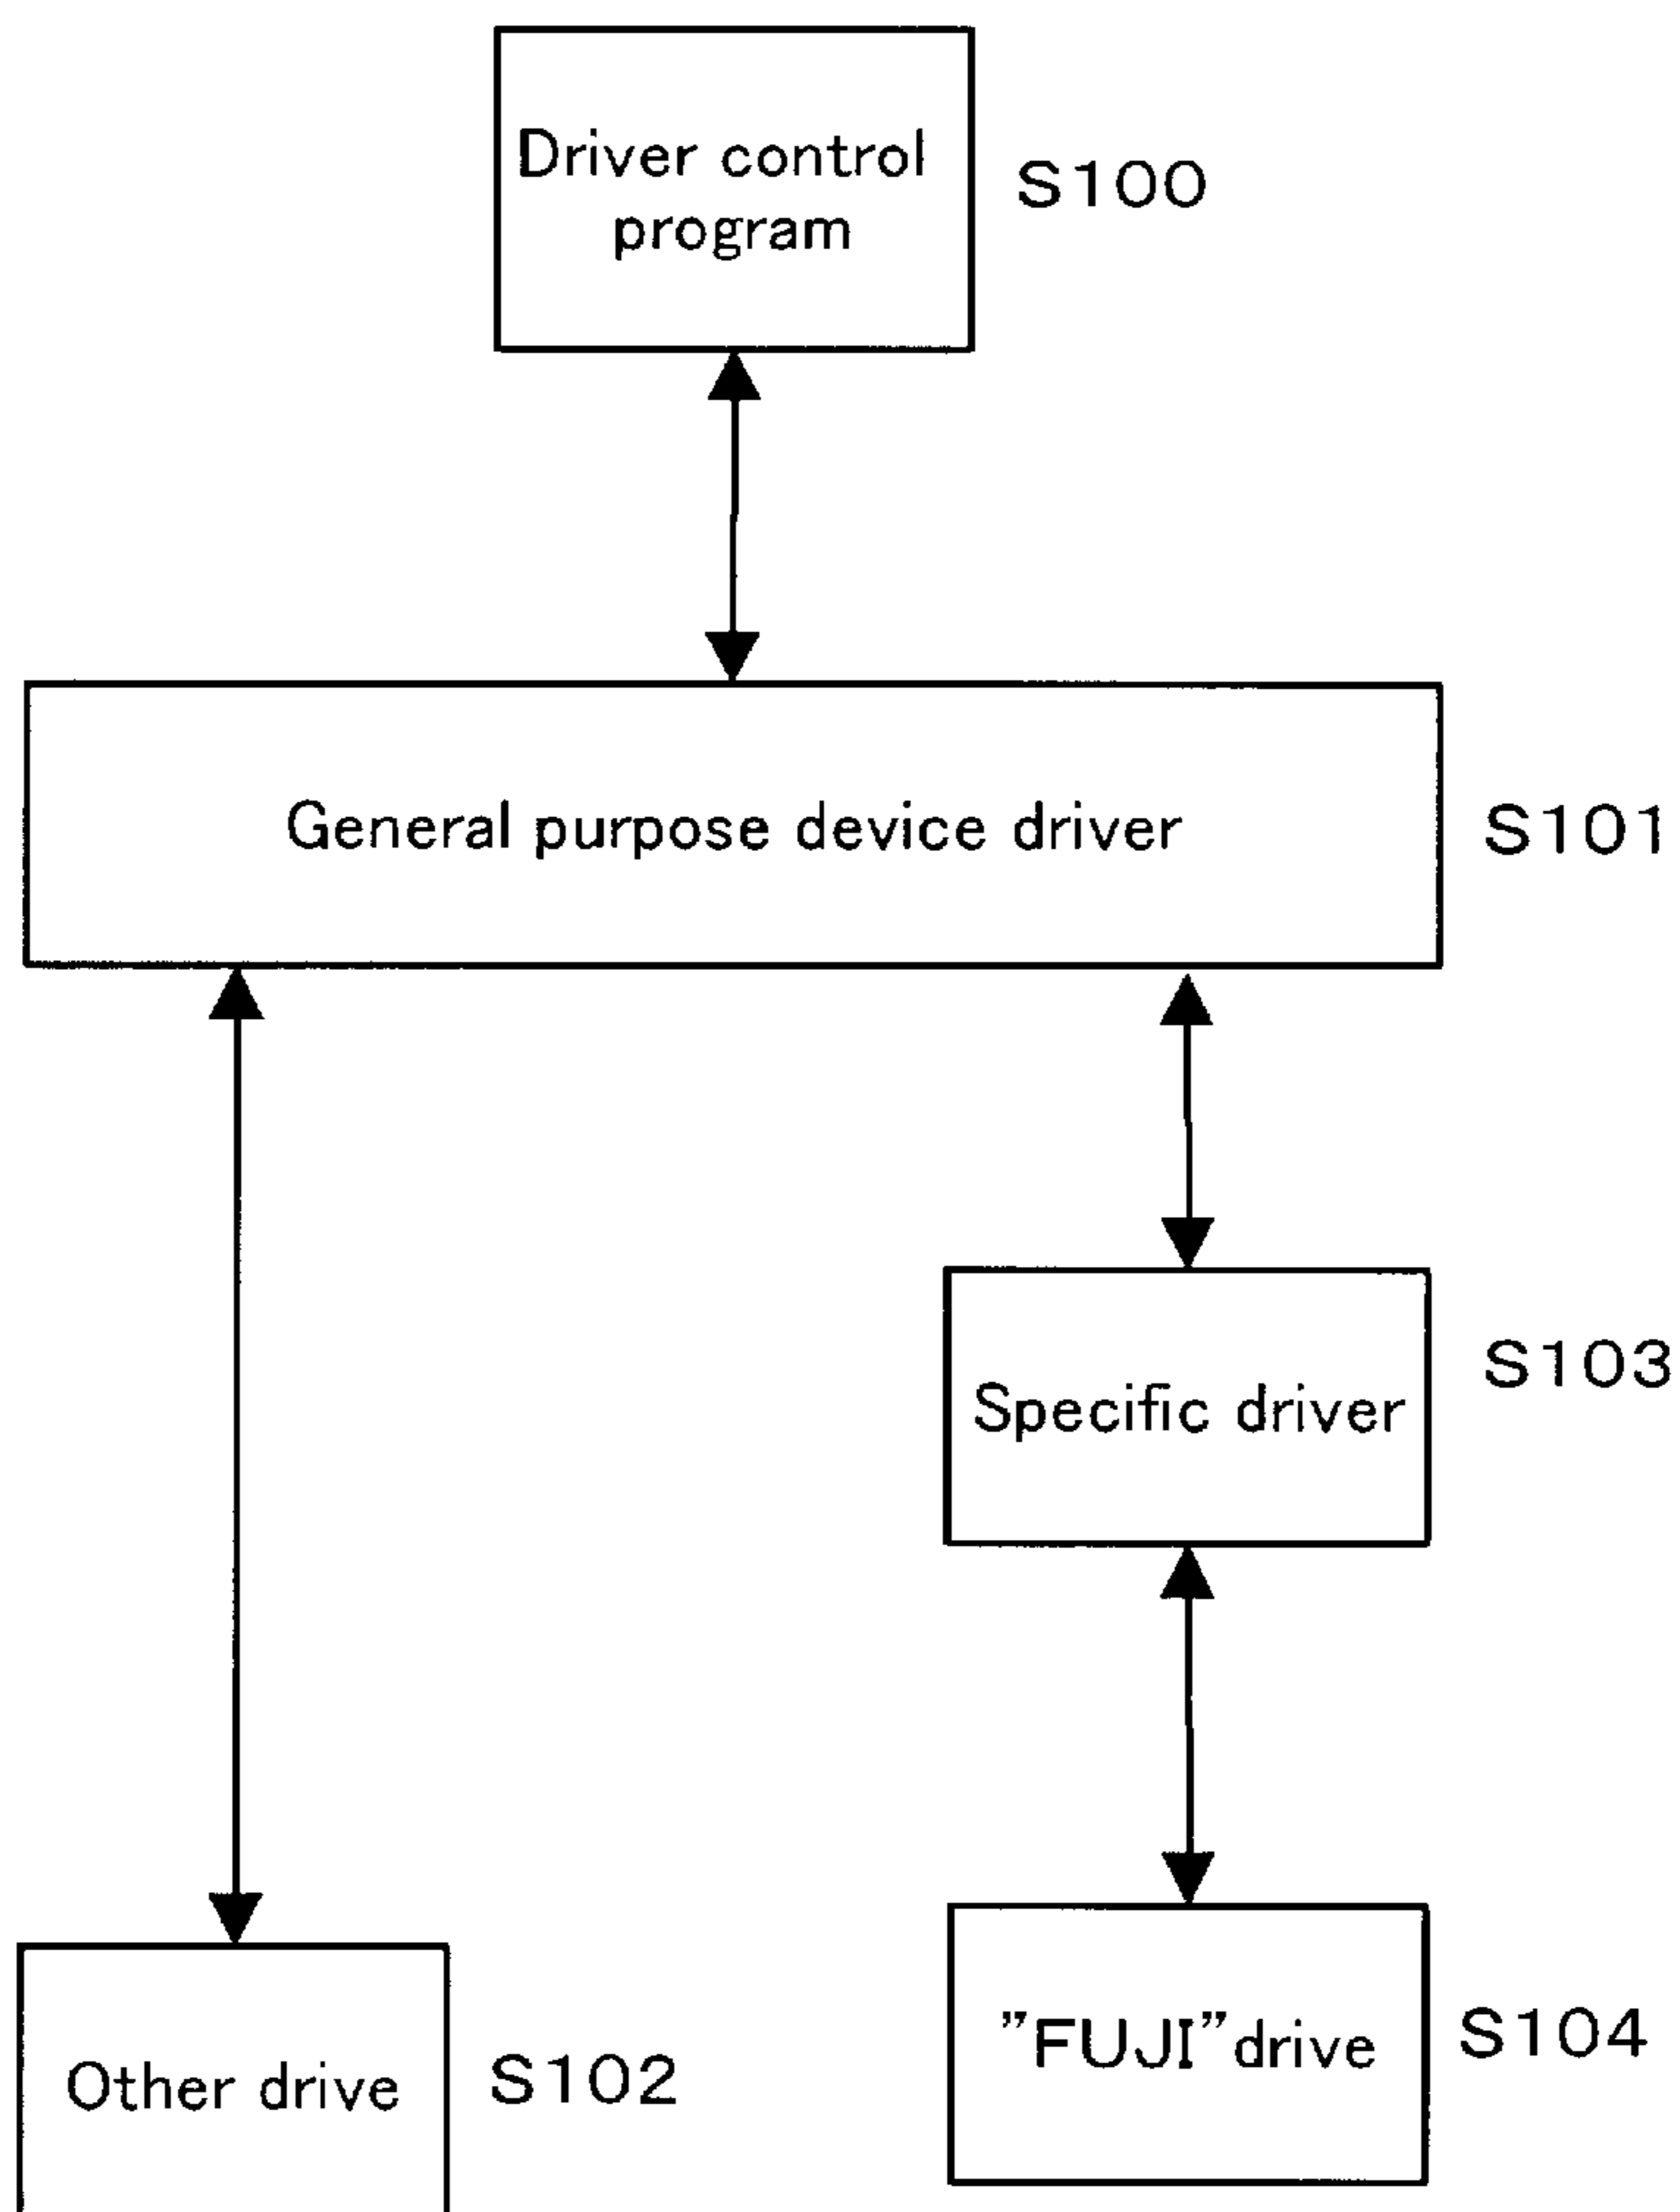 Driver control
program
S100
General purpose device driver
S101
Specific driver
S103
”FUJI”drive
S104
Other drive
S102